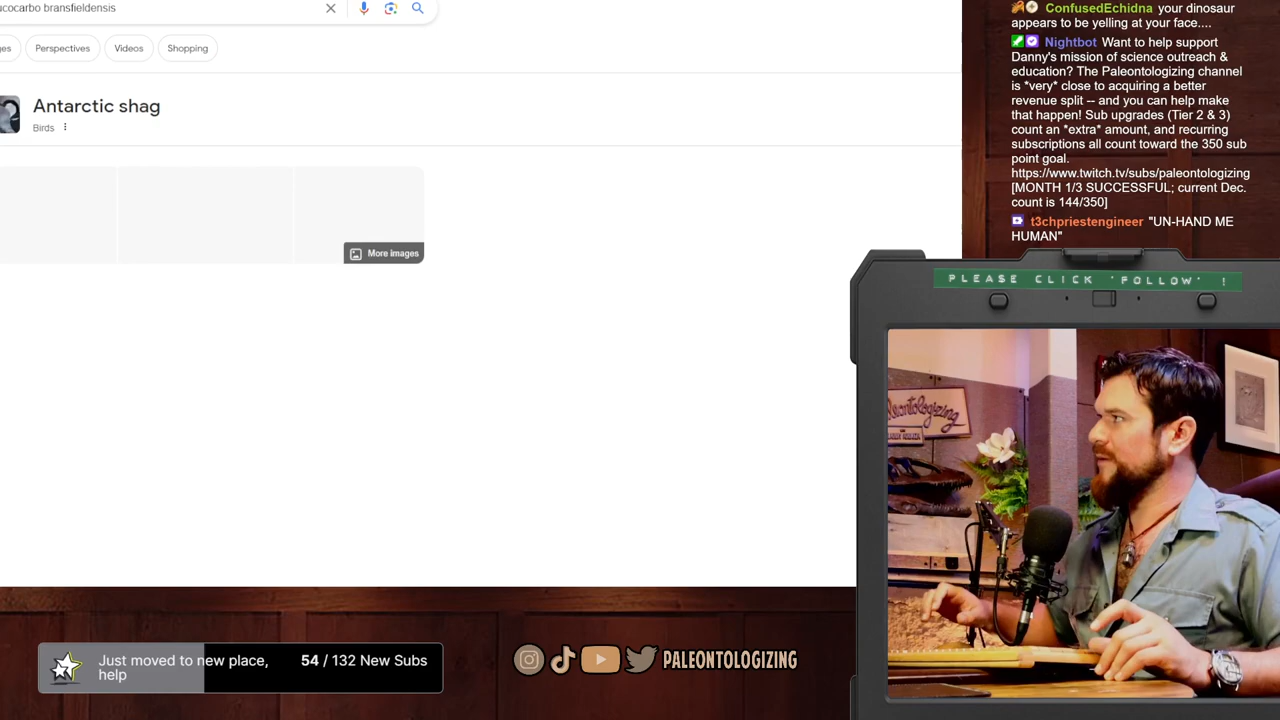 ucocarbo bransfieldensis
ges
Perspectives
Videos
Shopping
Antarctic shag
Birds
More images
ConfusedEchidna your dinosaur
appears to be yelling at your face....
Nightbot Want to help support
Danny's mission of science outreach &
education? The Paleontologizing channel
is *very* close to acquiring a better
revenue split -- and you can help make
that happen! Sub upgrades (Tier 2 & 3)
count an *extra* amount, and recurring
subscriptions all count toward the 350 sub
point goal.
https://www.twitch.tv/subs/paleontologizing
[MONTH 1/3 SUCCESSFUL; current Dec.
count is 144/350]
t3chpriestengineer "UN-HAND ME
HUMAN"
PLEASE CLICK 'FOLLOW' !
Paleontologizing
Just moved to new place,
help
54 / 132 New Subs
PALEONTOLOGIZING